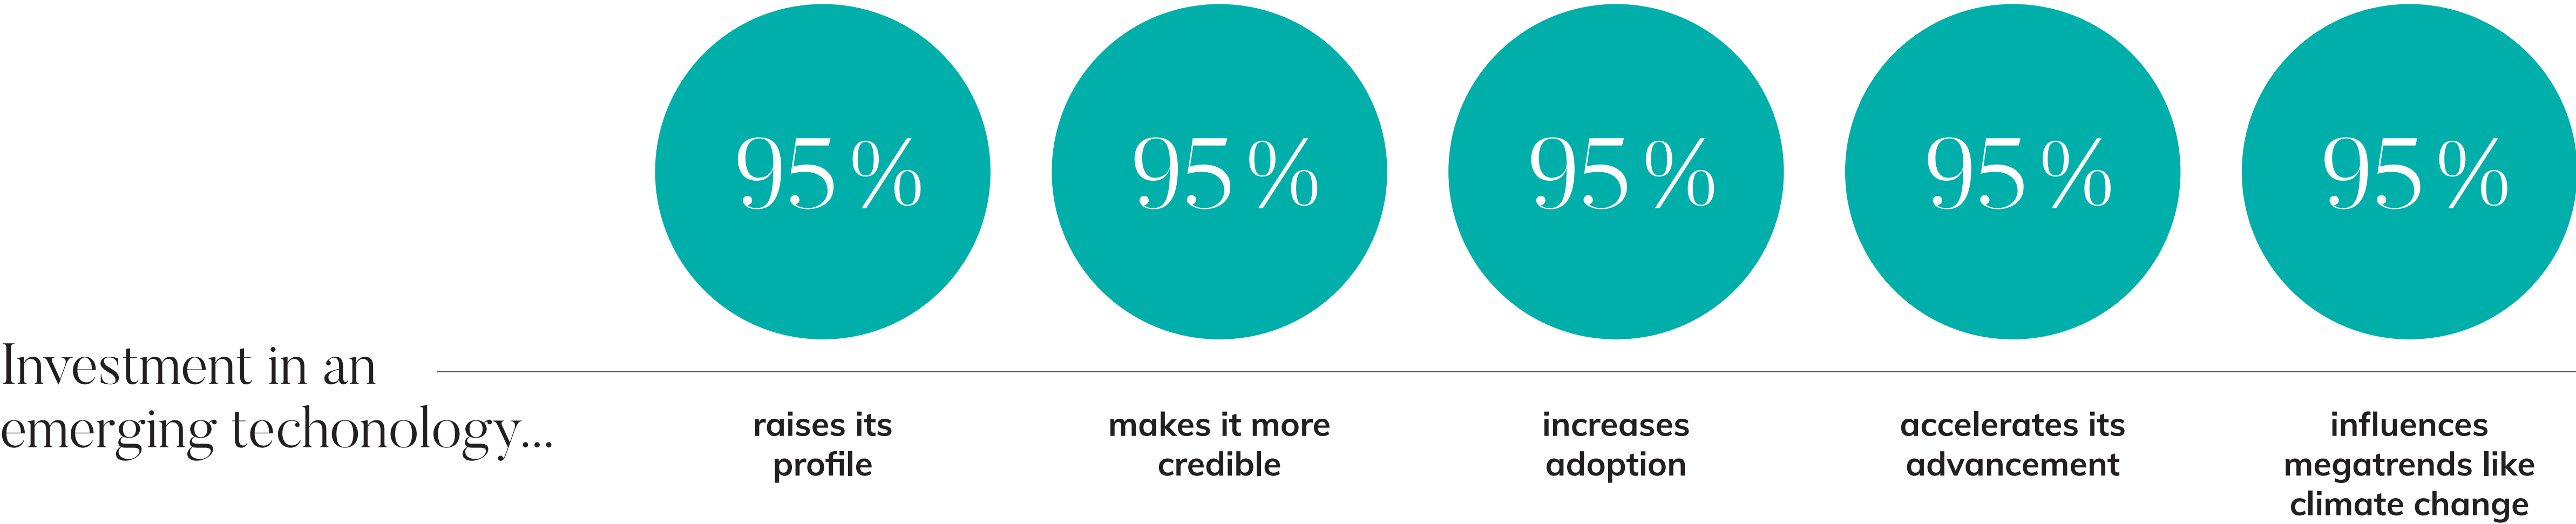 95%
95%
95%
95%
95%
Investment in an
emerging techonology...
raises its
profile
makes it more
credible
increases
adoption
accelerates its
advancement
influences
megatrends like
climate change